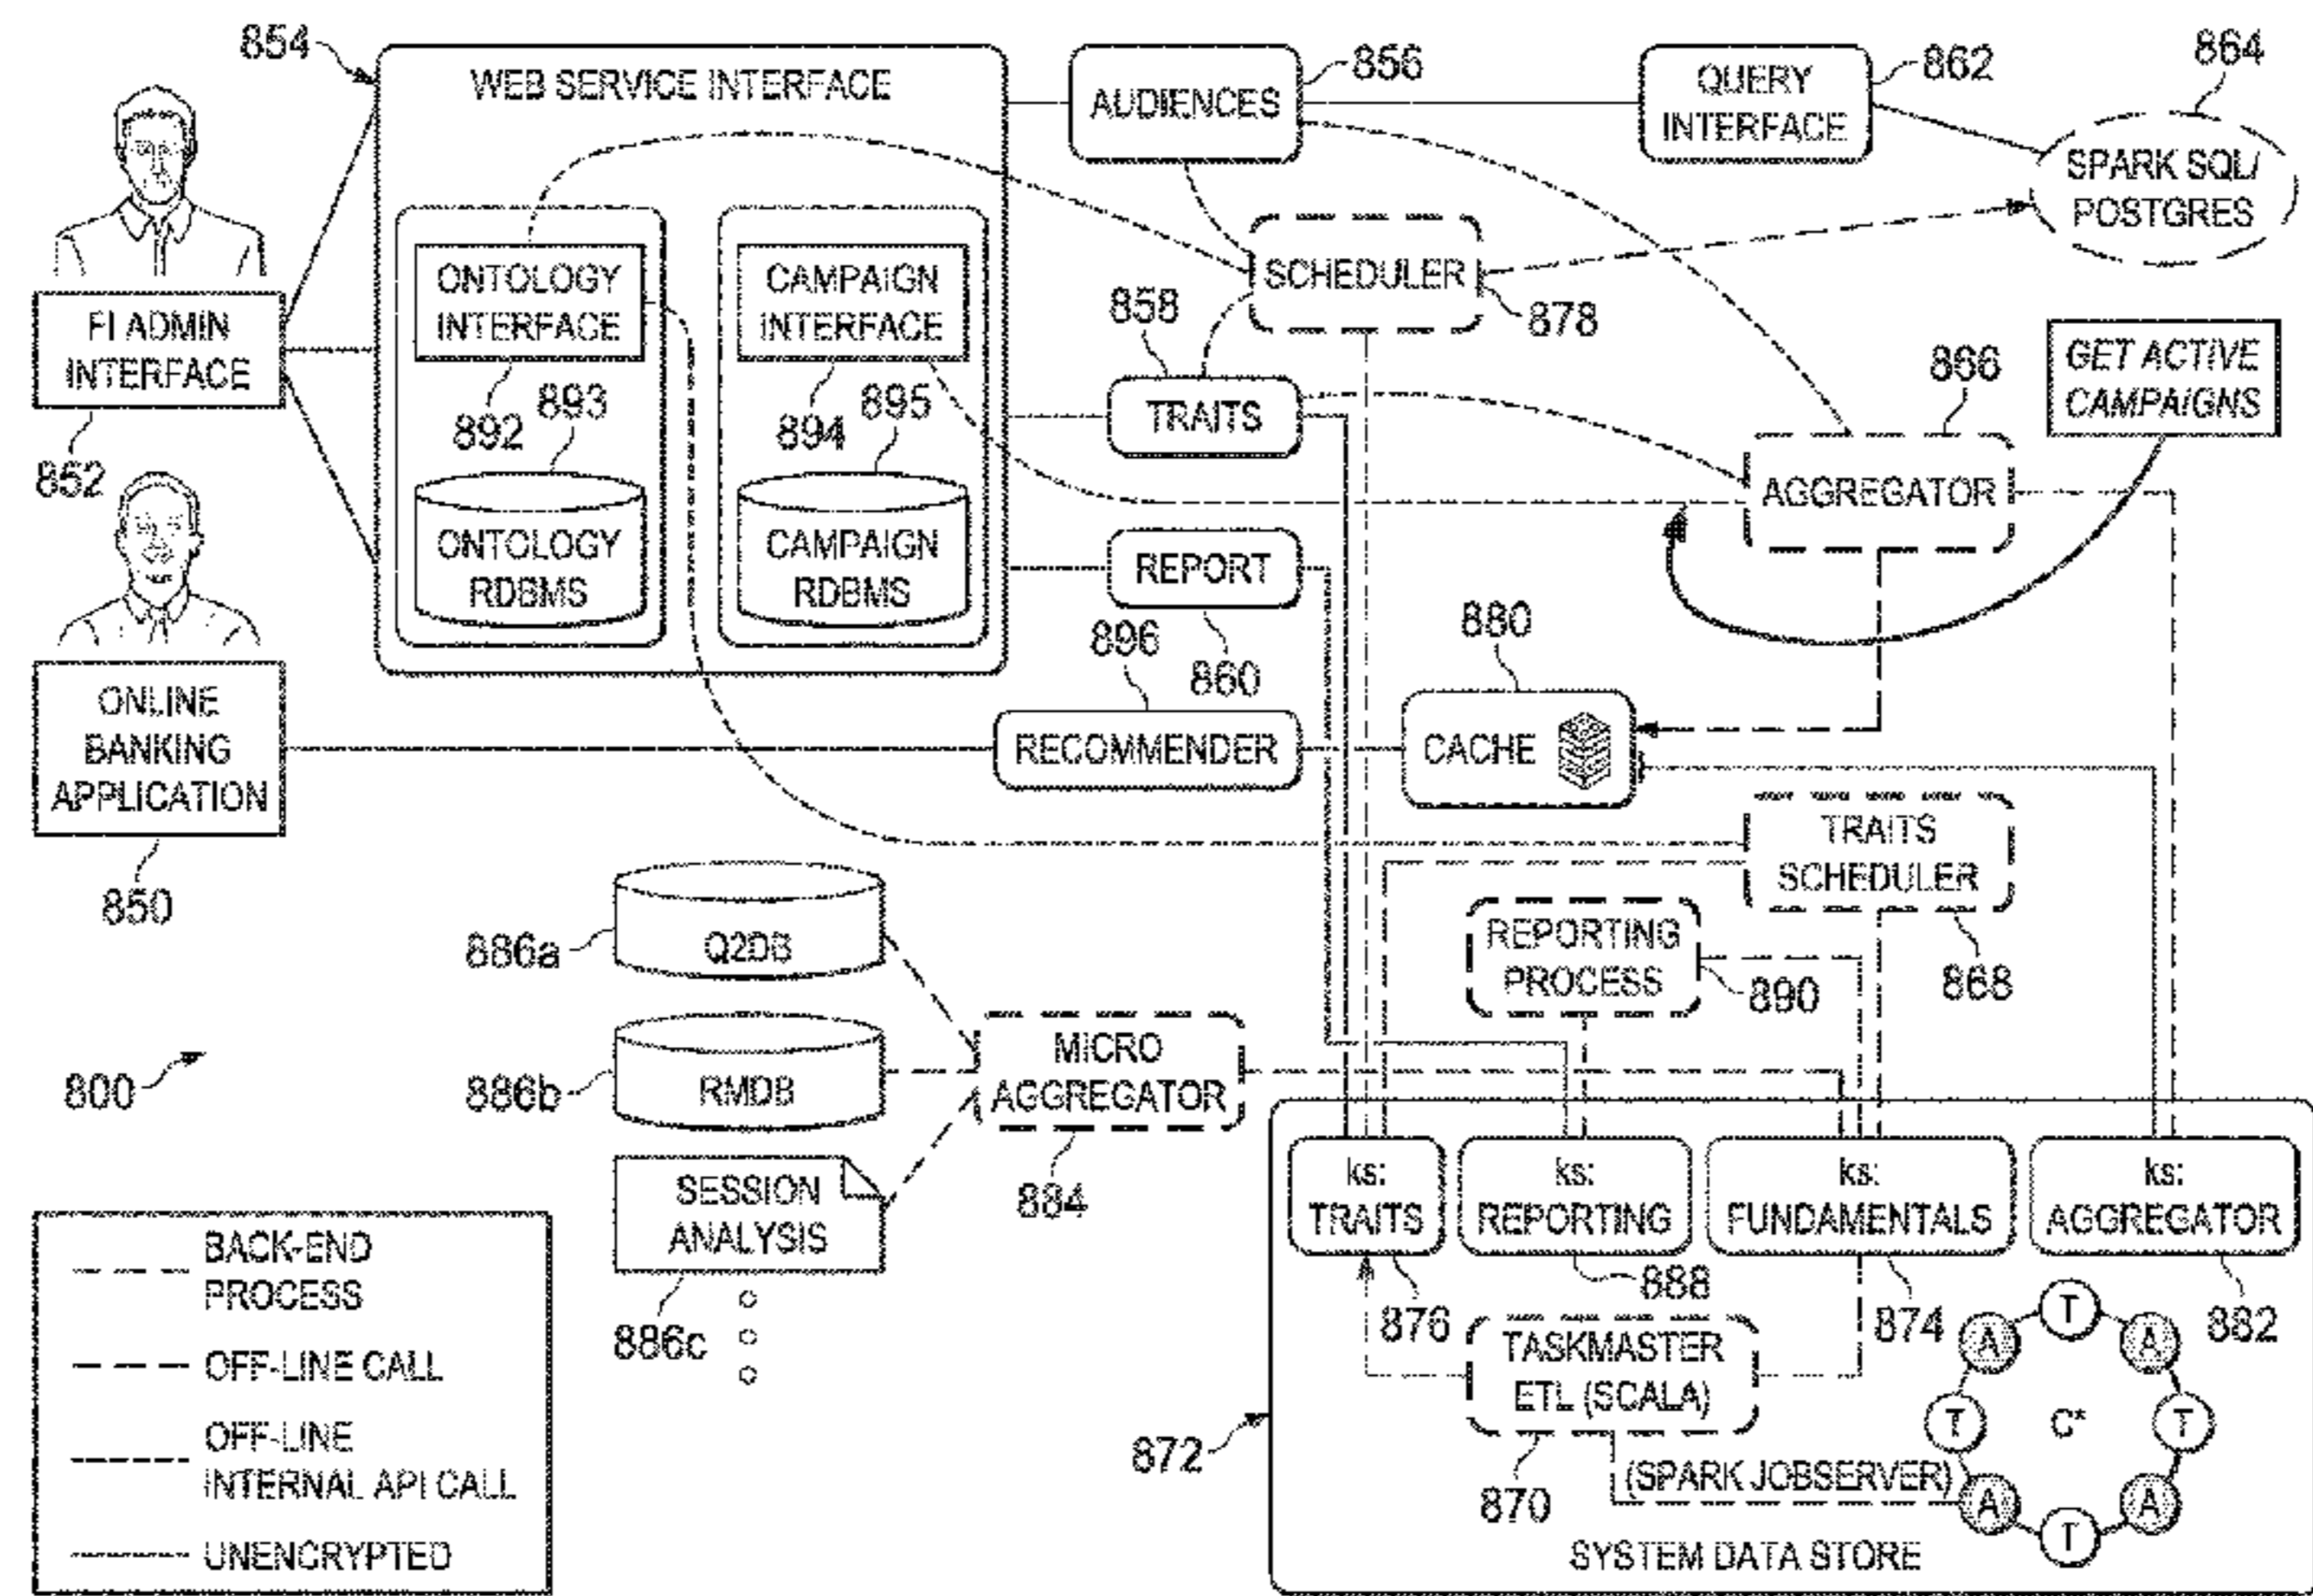 854
WEB SERVICE INTERFACE
AUDIENCES
856
QUERY
INTERFACE
862
864
SPARK SQL/
POSTGRES
FI ADMIN
INTERFACE
852
ONTOLOGY
INTERFACE
892
893
ONTOLOGY
RDBMS
CAMPAIGN
INTERFACE
894
895
CAMPAIGN
RDBMS
SCHEDULER
878
858
TRAITS
REPORT
860
866
AGGREGATOR
GET ACTIVE
CAMPAIGNS
ONLINE
BANKING
APPLICATION
850
896
RECOMMENDER
880
CACHE
TRAITS
SCHEDULER
868
REPORTING
PROCESS
890
886a
Q2DB
886b
RMDB
SESSION
ANALYSIS
886c
MICRO
AGGREGATOR
884
800
ks:
TRAITS
876
ks:
REPORTING
888
ks:
FUNDAMENTALS
874
ks:
AGGREGATOR
882
TASKMASTER
ETL (SCALA)
870
(SPARK JOBSERVER)
872
T
A
T
A
T
A
T
A
C*
SYSTEM DATA STORE
BACK-END
PROCESS
OFF-LINE CALL
OFF-LINE
INTERNAL API CALL
UNENCRYPTED